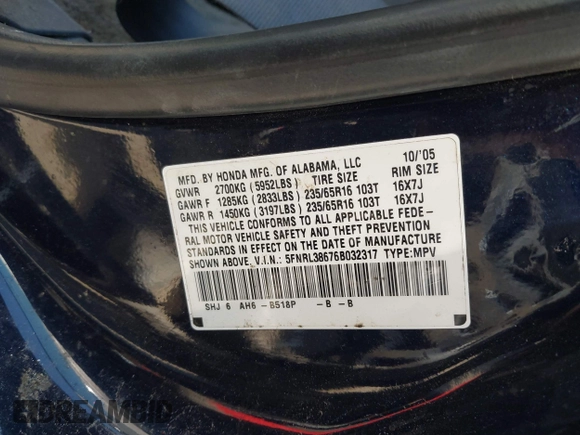 MFD. BY HONDA MFG. OF ALABAMA, LLC 10/'05
GVWR 2700KG (5952LBS) TIRE SIZE RIM SIZE
GAWR F 1285KG (2833LBS) 235/65R16 103T 16X7J
GAWR R 1450KG (3197LBS) 235/65R16 103T 16X7J
THIS VEHICLE CONFORMS TO ALL APPLICABLE FEDE-
RAL MOTOR VEHICLE SAFETY AND THEFT PREVENTION
STANDARDS IN EFFECT ON THE DATE OF MANUFACTURE
SHOWN ABOVE. V.I.N.: 5FNRL38676B032317 TYPE:MPV
SHJ 6 AH6 -B518P -B -B
EPIDREAMBID